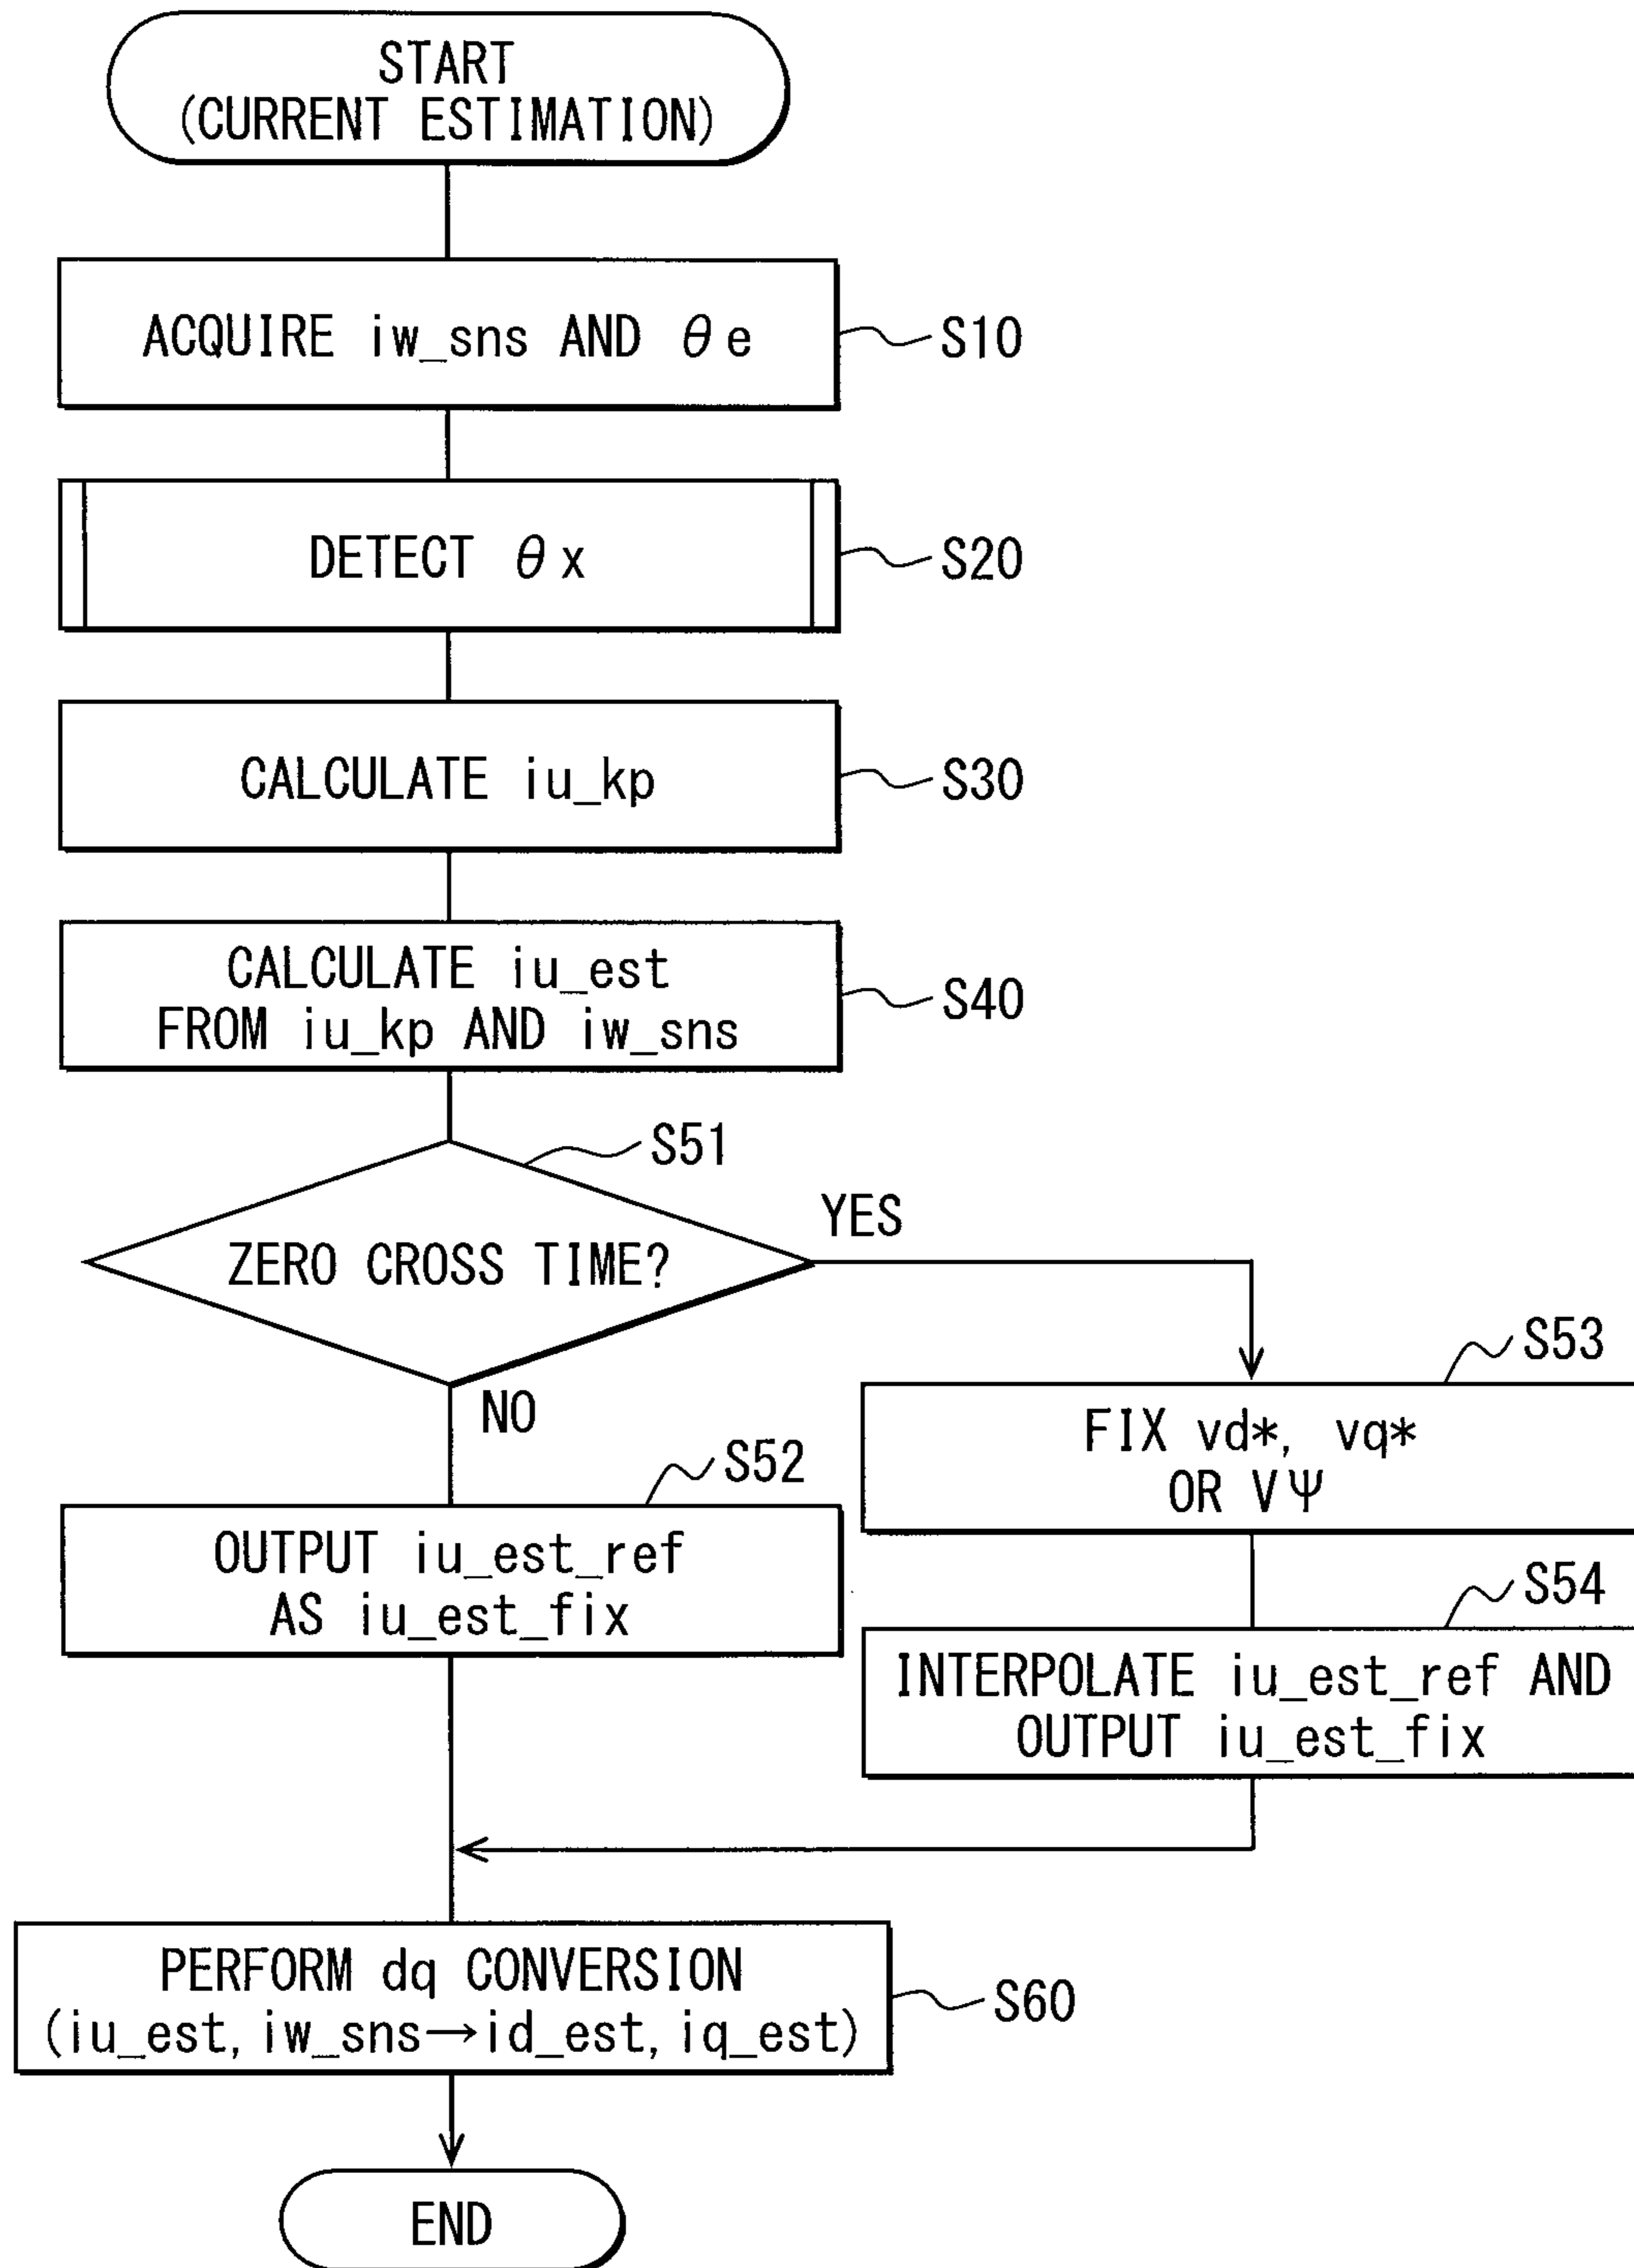 START
(CURRENT ESTIMATION)
ACQUIRE iw_sns AND θe
S10
DETECT θx
S20
CALCULATE iu_kp
S30
CALCULATE iu_est
FROM iu_kp AND iw_sns
S40
S51
ZERO CROSS TIME?
YES
NO
S53
FIX vd*, vq*
OR VΨ
S52
OUTPUT iu_est_ref
AS iu_est_fix
S54
INTERPOLATE iu_est_ref AND
OUTPUT iu_est_fix
PERFORM dq CONVERSION
(iu_est, iw_sns→id_est, iq_est)
S60
END